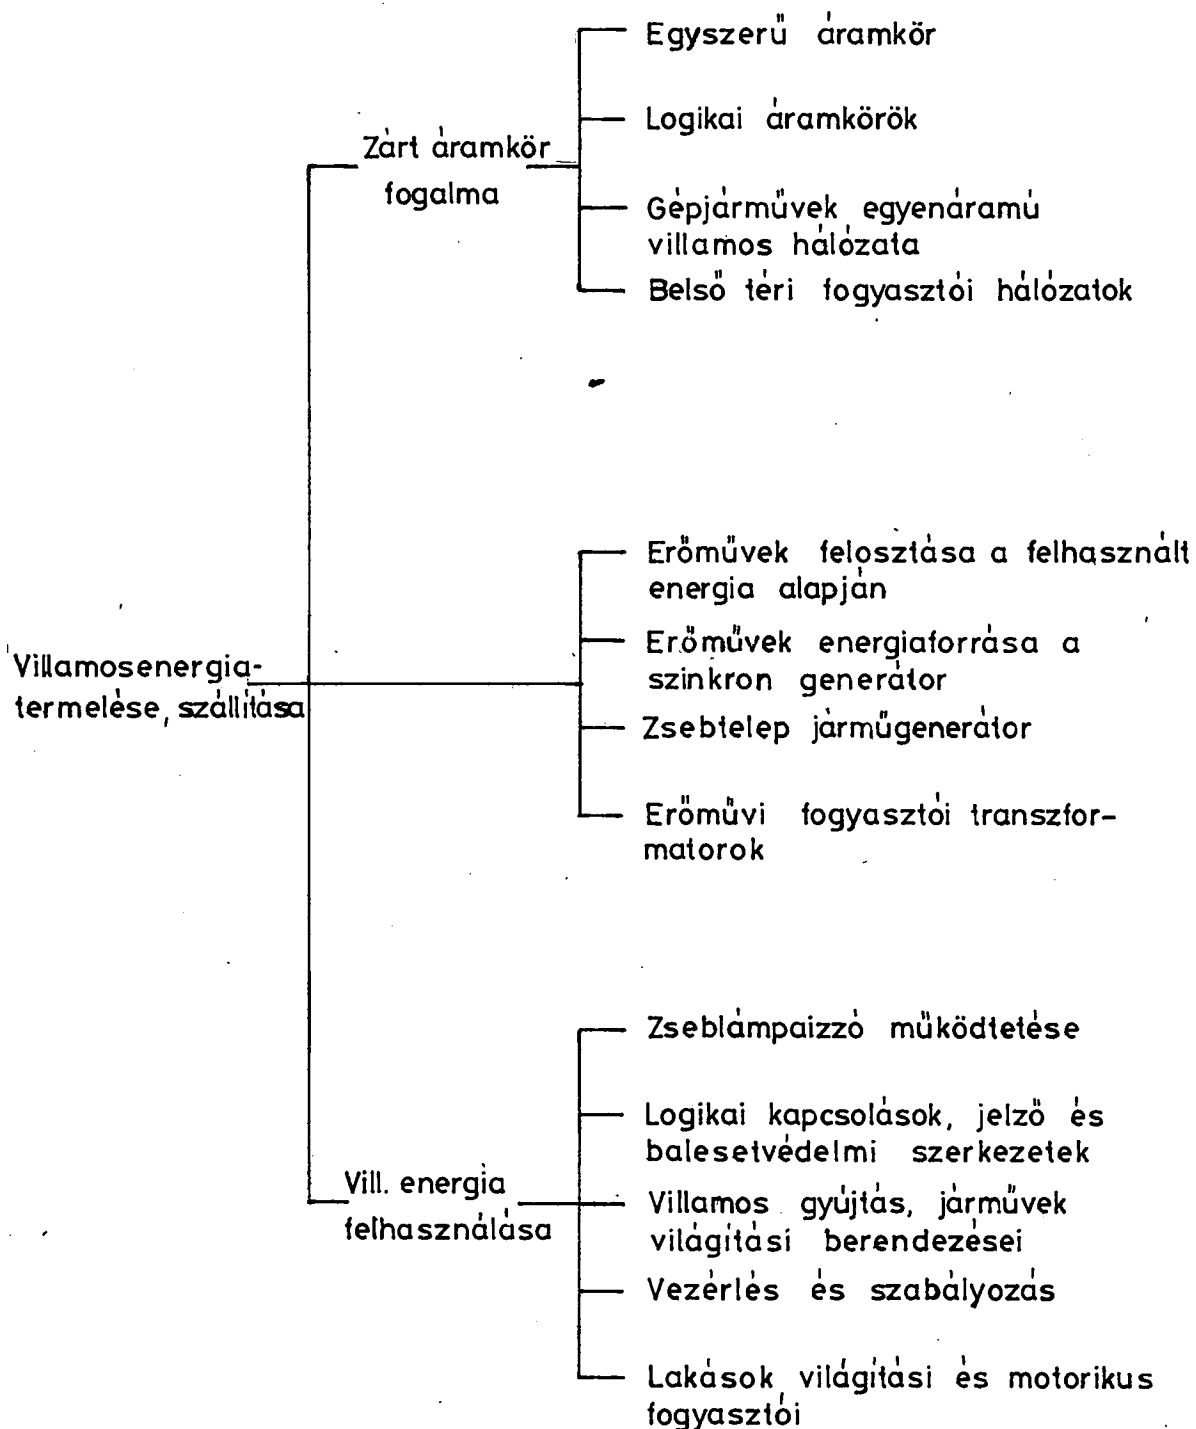 Egyszerű áramkör
Logikai áramkörök
Zárt áramkör
fogalma
Gépjárművek egyenáramú
villamos hálózata
Belső téri fogyasztói hálózatok
Erőművek felosztása a felhasznált
energia alapján
Erőművek energiaforrása a
szinkron generátor
Villamosenergia-
termelése, szállítása
Zsebtelep járműgenerátor
Erőművi fogyasztói transzfor-
matorok
Zseblámpaizzó működtetése
Logikai kapcsolások, jelző és
balesetvédelmi szerkezetek
Vill. energia
felhasználása
Villamos gyújtás, járművek
világítási berendezései
Vezérlés és szabályozás
Lakások világítási és motorikus
fogyasztói